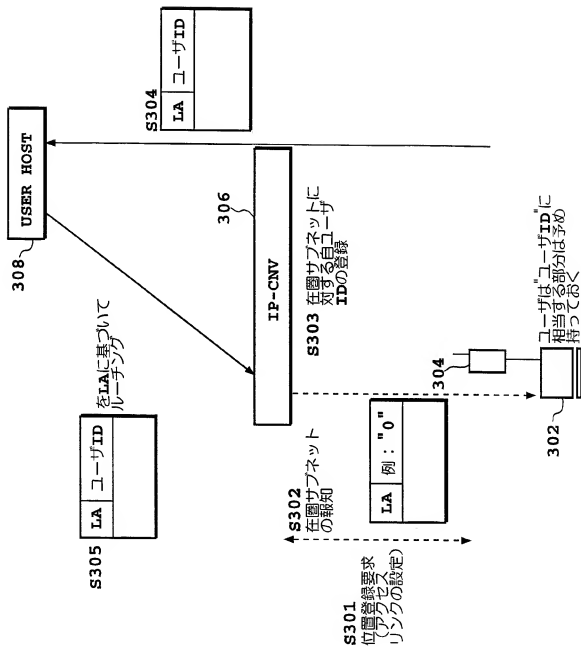 308
USER HOST
S304
LA ユーザID
S305
LA ユーザID
をLAに基づいて
ルーチング
306
IP-CNV
S303 在圏サブネットに
対する自ユーザ
IDの登録
S302
在圏サブネット
の報知
S301
位置登録要求
(アクセス
リンクの設定)
LA 例："0"
304
302
ユーザは"ユーザID"に
相当する部分は予め
持っておく